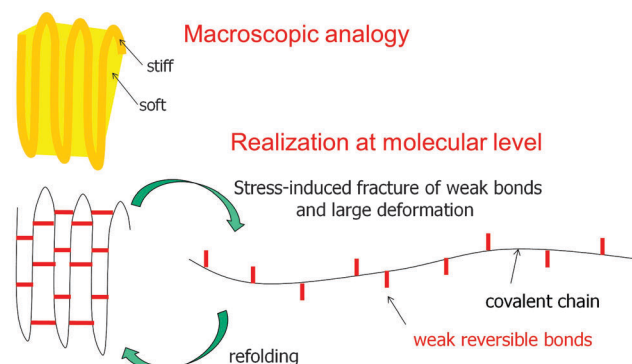 Macroscopic analogy
stiff
soft
Realization at molecular level
Stress-induced fracture of weak bonds
and large deformation
covalent chain
weak reversible bonds
refolding